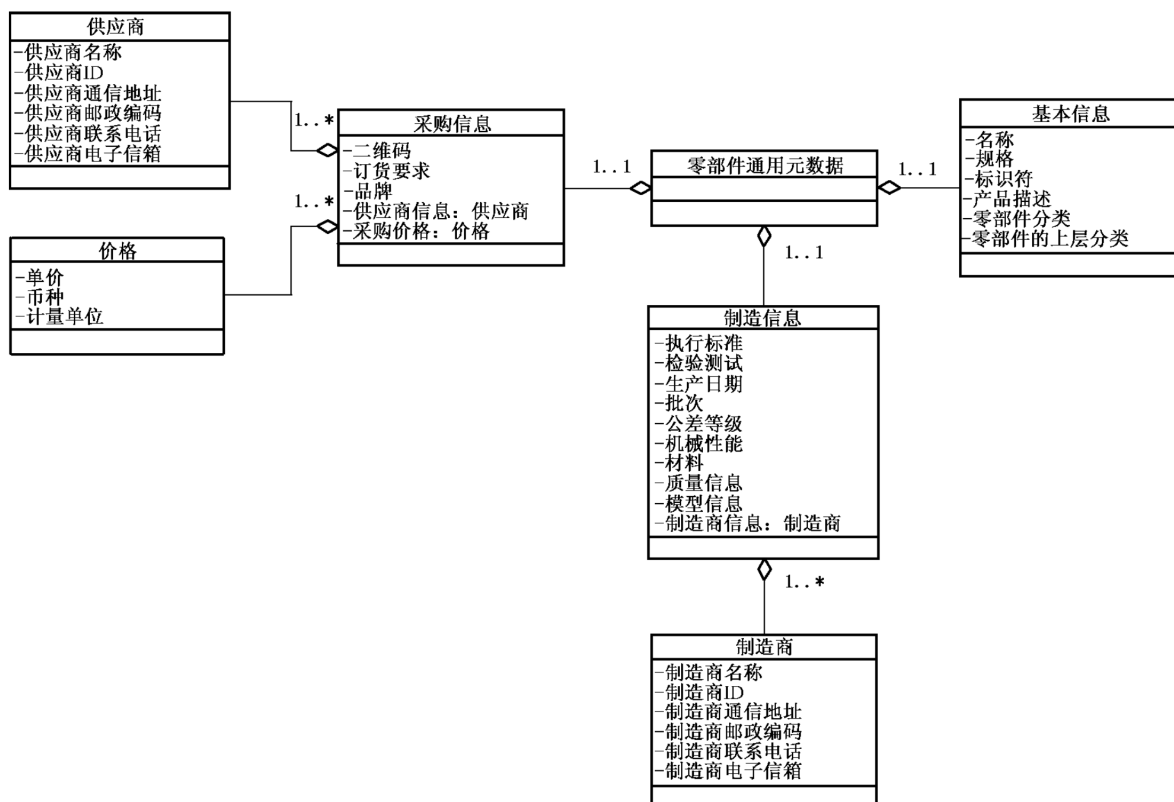 供应商
-供应商名称
-供应商ID
-供应商通信地址
-供应商邮政编码
-供应商联系电话
-供应商电子信箱
1..*
采购信息
-二维码
-订货要求
-品牌
-供应商信息：供应商
-采购价格：价格
1..*
价格
-单价
-币种
-计量单位
1..1
零部件通用元数据
1..1
基本信息
-名称
-规格
-标识符
-产品描述
-零部件分类
-零部件的上层分类
1..1
制造信息
-执行标准
-检验测试
-生产日期
-批次
-公差等级
-机械性能
-材料
-质量信息
-模型信息
-制造商信息：制造商
1..*
制造商
-制造商名称
-制造商ID
-制造商通信地址
-制造商邮政编码
-制造商联系电话
-制造商电子信箱